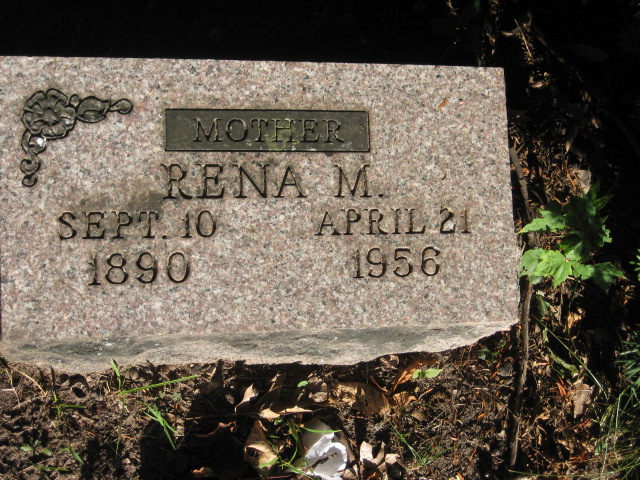 MOTHER
RENA M.
SEPT. 10 APRIL 21
1890 1956